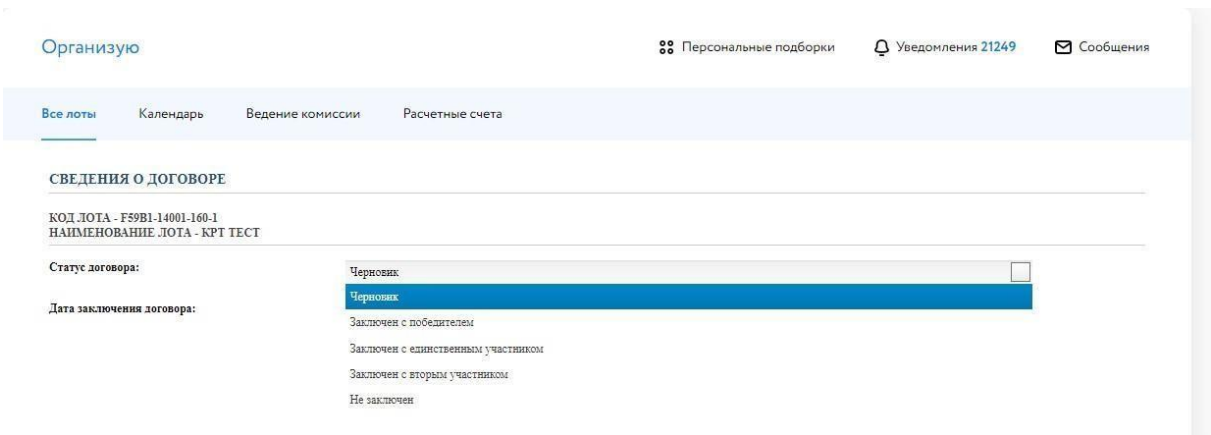 Организую
Персональные подборки
Уведомления 21249
Сообщения
Все лоты
Календарь
Ведение комиссии
Расчетные счета
СВЕДЕНИЯ О ДОГОВОРЕ
КОД ЛОТА - F59B1-14001-160-1
НАИМЕНОВАНИЕ ЛОТА - КРТ ТЕСТ
Статус договора:
Черновик
Черновик
Дата заключения договора:
Заключен с победителем
Заключен с единственным участником
Заключен с вторым участником
Не заключен